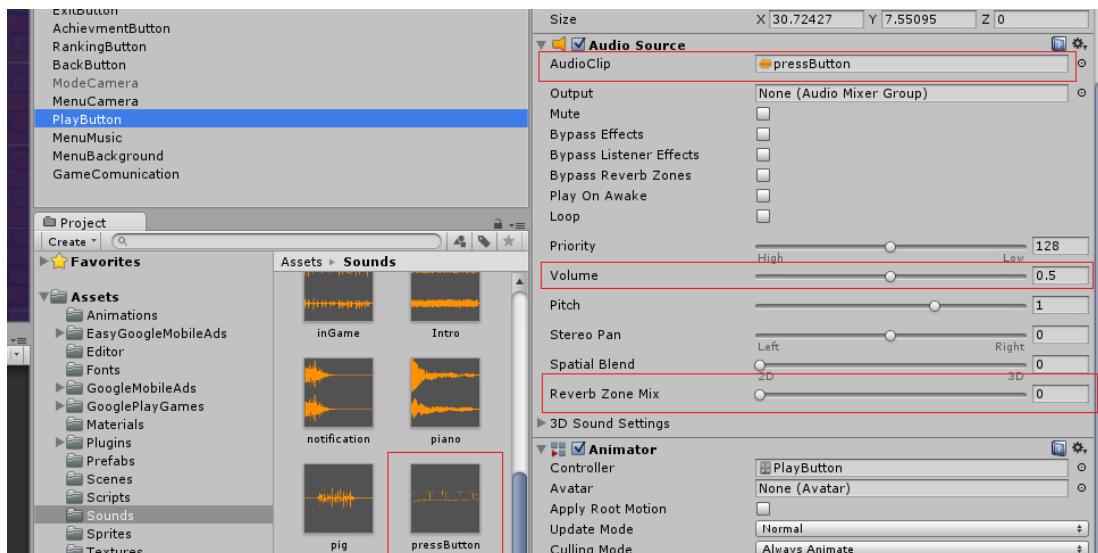 ExitButton
AchievmentButton
RankingButton
BackButton
ModeCamera
MenuCamera
PlayButton
MenuMusic
MenuBackground
GameComunication
Project
Create
Favorites
Assets
Animations
EasyGoogleMobileAds
Editor
Fonts
GoogleMobileAds
GooglePlayGames
Materials
Plugins
Prefabs
Scenes
Scripts
Sounds
Sprites
Textures
Assets Sounds
inGame Intro
notification piano
pig pressButton
Size X 30.72427 Y 7.55095 Z 0
Audio Source
AudioClip pressButton
Output None (Audio Mixer Group)
Mute
Bypass Effects
Bypass Listener Effects
Bypass Reverb Zones
Play On Awake
Loop
Priority 128
High Low
Volume 0.5
Pitch 1
Stereo Pan 0
Left Right
Spatial Blend 0
2D 3D
Reverb Zone Mix 0
3D Sound Settings
Animator
Controller PlayButton
Avatar None (Avatar)
Apply Root Motion
Update Mode Normal
Culling Mode Always Animate